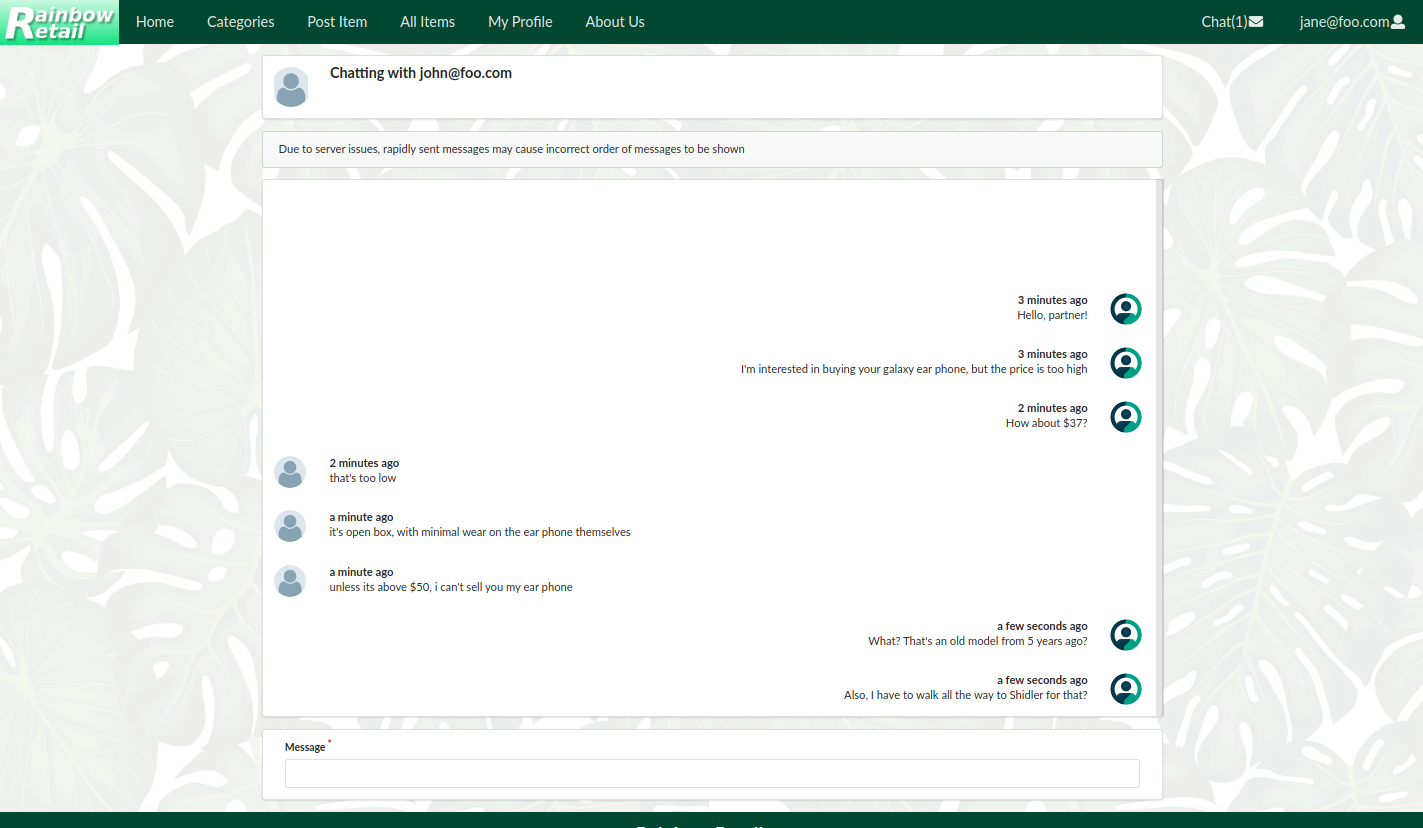 Rainbow
Retail
Home
Categories
Post Item
All Items
My Profile
About Us
Chat(1)
jane@foo.com
Chatting with john@foo.com
Due to server issues, rapidly sent messages may cause incorrect order of messages to be shown
3 minutes ago
Hello, partner!
3 minutes ago
I'm interested in buying your galaxy ear phone, but the price is too high
2 minutes ago
How about $37?
2 minutes ago
that's too low
a minute ago
it's open box, with minimal wear on the ear phone themselves
a minute ago
unless its above $50, i can't sell you my ear phone
a few seconds ago
What? That's an old model from 5 years ago?
a few seconds ago
Also, I have to walk all the way to Shidler for that?
Message *